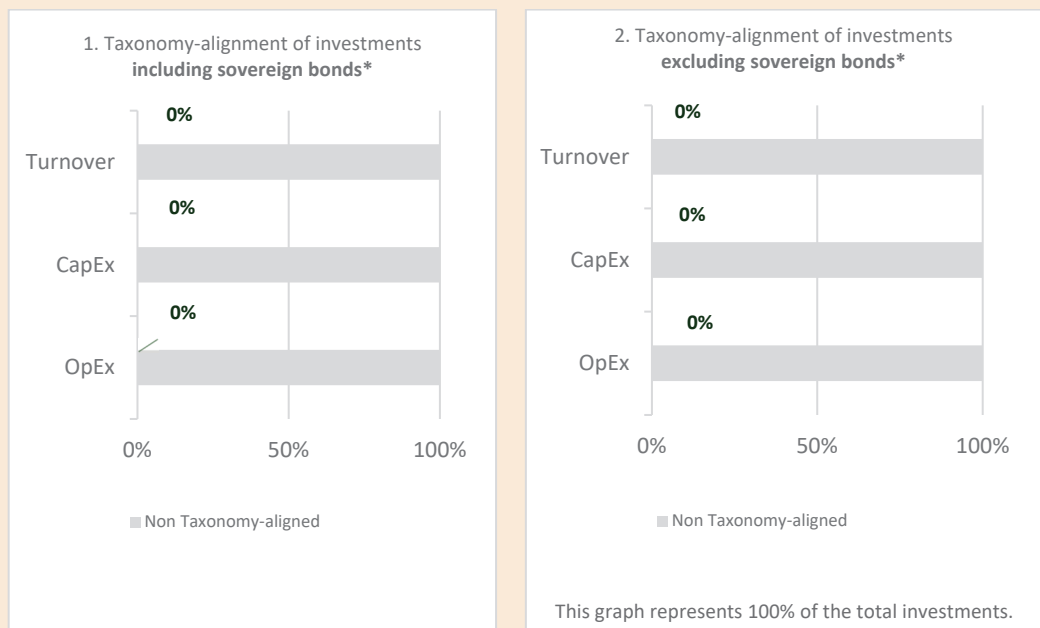 1. Taxonomy-alignment of investments
including sovereign bonds*
0%
Turnover
0%
CapEx
0%
OpEx
0%
50%
100%
Non Taxonomy-aligned
2. Taxonomy-alignment of investments
excluding sovereign bonds*
0%
Turnover
0%
CapEx
0%
OpEx
0%
50%
100%
Non Taxonomy-aligned
This graph represents 100% of the total investments.